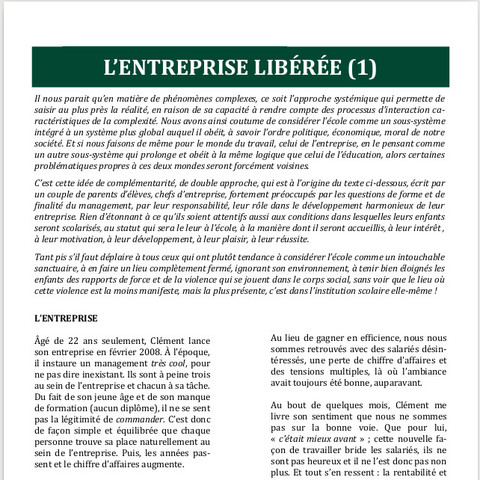 L'ENTREPRISE LIBÉRÉE (1)
Il nous parait qu'en matière de phénomènes complexes, ce soit l'approche systémique qui permette de
saisir au plus près la réalité, en raison de sa capacité à rendre compte des processus d'interaction ca-
ractéristiques de la complexité. Nous avons ainsi coutume de considérer l'école comme un sous-système
intégré à un système plus global auquel il obéit, à savoir l'ordre politique, économique, moral de notre
société. Et si nous faisons de même pour le monde du travail, celui de l'entreprise, en le pensant comme
un autre sous-système qui prolonge et obéit à la même logique que celui de l'éducation, alors certaines
problématiques propres à ces deux mondes seront forcément voisines.
C'est cette idée de complémentarité, de double approche, qui est à l'origine du texte ci-dessous, écrit par
un couple de parents d'élèves, chefs d'entreprise, fortement préoccupés par les questions de forme et de
finalité du management, par leur responsabilité, leur rôle dans le développement harmonieux de leur
entreprise. Rien d'étonnant à ce qu'ils soient attentifs aussi aux conditions dans lesquelles leurs enfants
seront scolarisés, au statut qui sera le leur à l'école, à la manière dont il seront accueillis, à leur intérêt,
à leur motivation, à leur développement, à leur plaisir, à leur réussite.
Tant pis s'il faut déplaire à tous ceux qui ont plutôt tendance à considérer l'école comme un intouchable
sanctuaire, à en faire un lieu complètement fermé, ignorant son environnement, à tenir bien éloignés les
enfants des rapports de force et de la violence qui se jouent dans le corps social, sans voir que le lieu où
cette violence est la moins manifeste, mais la plus présente, c'est dans l'institution scolaire elle-même !
L'ENTREPRISE
Âgé de 22 ans seulement, Clément lance
son entreprise en février 2008. À l'époque,
il instaure un management très cool, pour
ne pas dire inexistant. Ils sont à peine trois
au sein de l'entreprise et chacun à sa tâche.
Du fait de son jeune âge et de son manque
de formation (aucun diplôme), il ne se sent
pas la légitimité de commander. C'est donc
de façon simple et équilibrée que chaque
personne trouve sa place naturellement au
sein de l'entreprise. Puis, les années pas-
sent et le chiffre d'affaires augmente.
Au lieu de gagner en efficience, nous nous
sommes retrouvés avec des salariés désin-
téressés, une perte de chiffre d'affaires et
des tensions multiples, là où l'ambiance
avait toujours été bonne, auparavant.
Au bout de quelques mois, Clément me
livre son sentiment que nous ne sommes
pas sur la bonne voie. Que pour lui,
« c'était mieux avant » ; cette nouvelle fa-
çon de travailler bride les salariés, ils ne
sont pas heureux et il ne l'est donc pas non
plus. Et tout s'en ressent : la rentabilité et